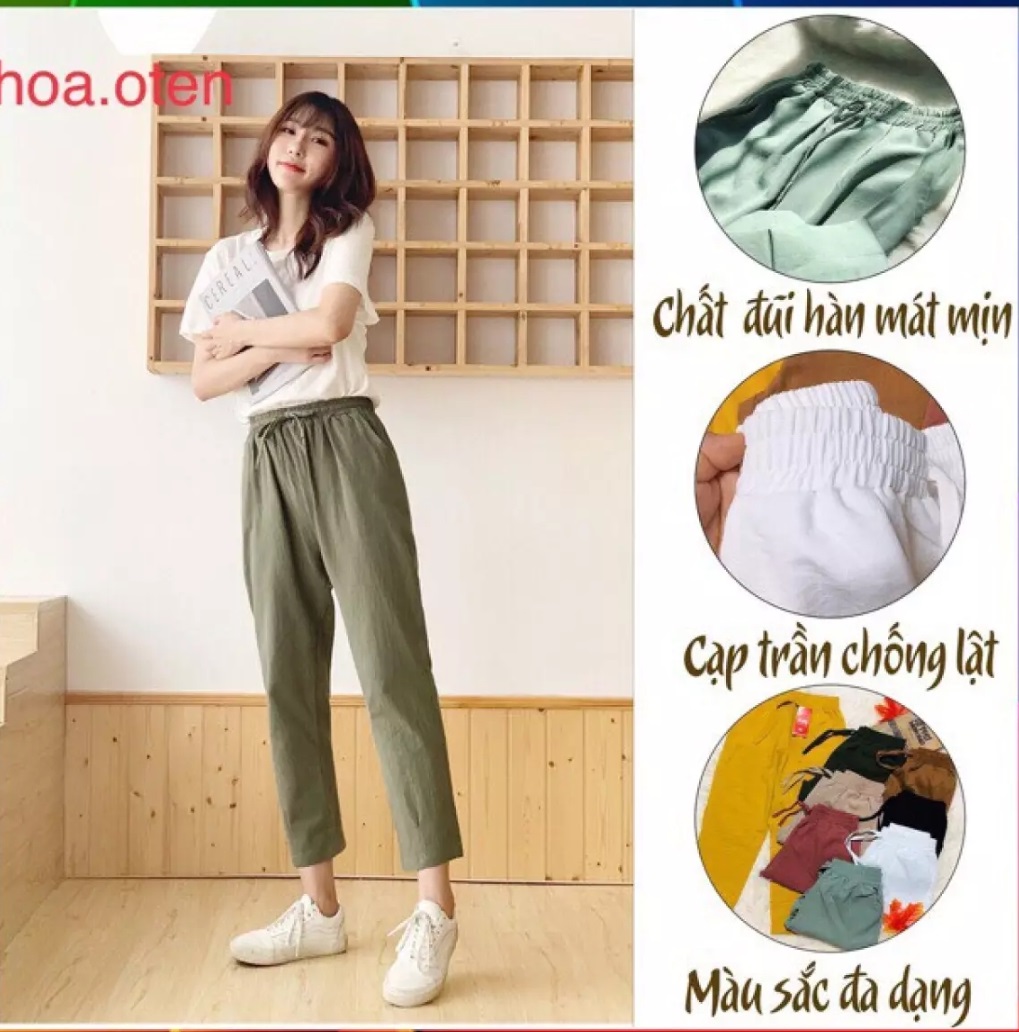 hoa.oten
CEREAL.
Chất đũi hàn mát mịn
Cạp trần chống lật
Màu sắc đa dạng